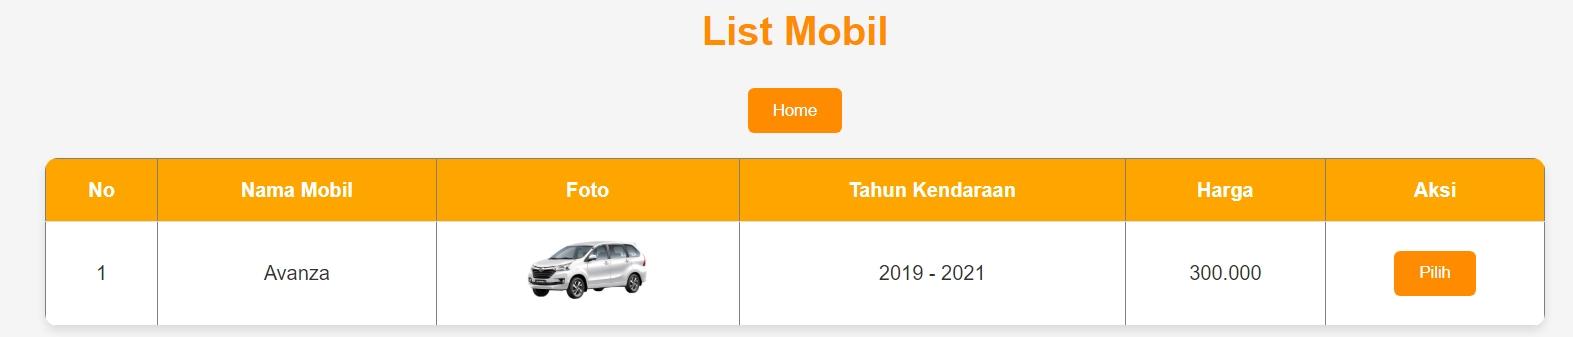 List Mobil
Home
No Nama Mobil Foto Tahun Kendaraan Harga Aksi
1 Avanza 2019 - 2021 300.000 Pilih